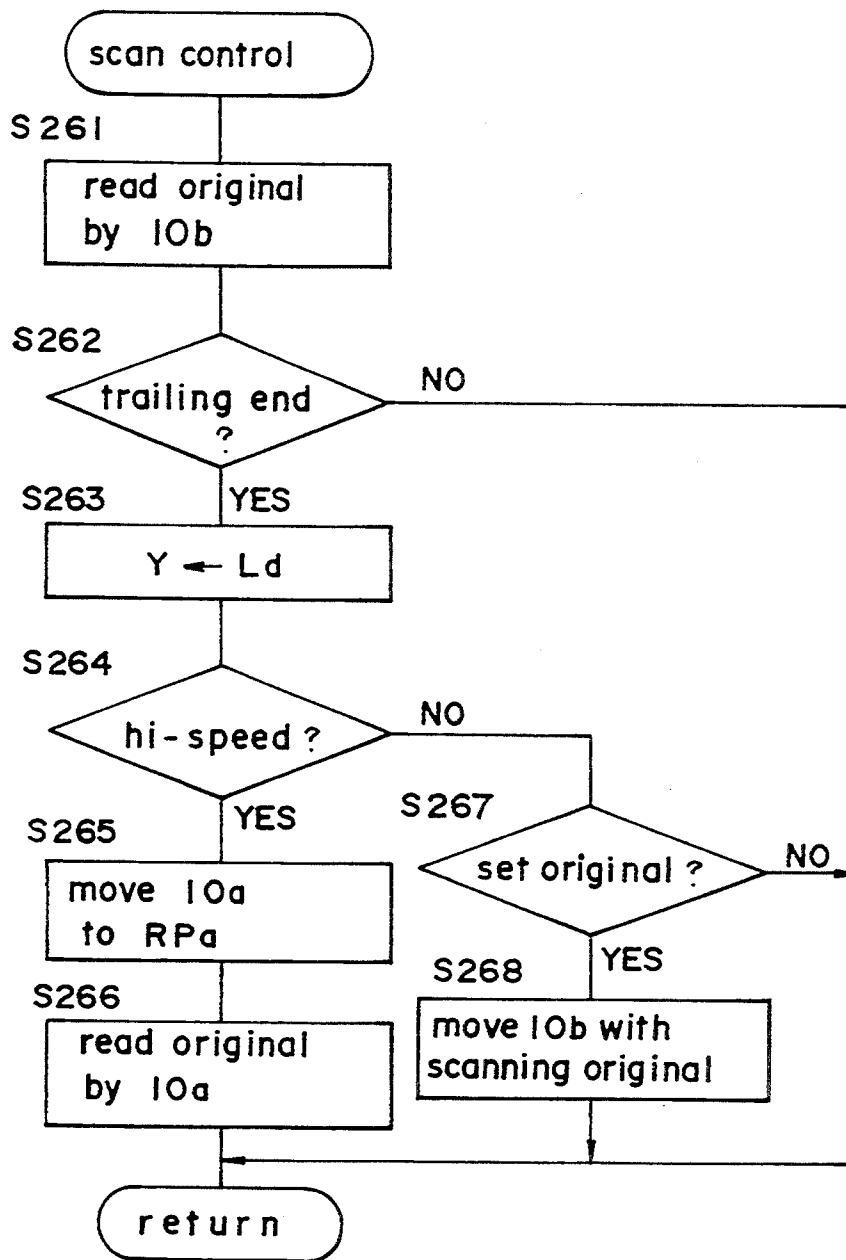 scan control
S261
read original
by 10b
S262
trailing end
?
NO
YES
S263
Y ← Ld
S264
hi-speed ?
NO
YES
S265
move 10a
to RPa
S267
set original ?
NO
YES
S266
read original
by 10a
S268
move 10b with
scanning original
return